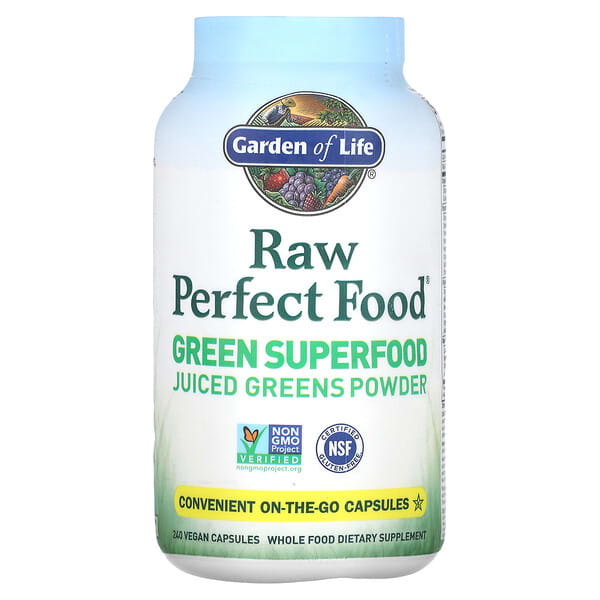 Garden of Life
®
Raw
Perfect Food®
GREEN SUPERFOOD
JUICED GREENS POWDER
NON
GMO
Project
VERIFIED
nongmoproject.org
CERTIFIED
NSF
GLUTEN-FREE
CONVENIENT ON-THE-GO CAPSULES
240 VEGAN CAPSULES WHOLE FOOD DIETARY SUPPLEMENT